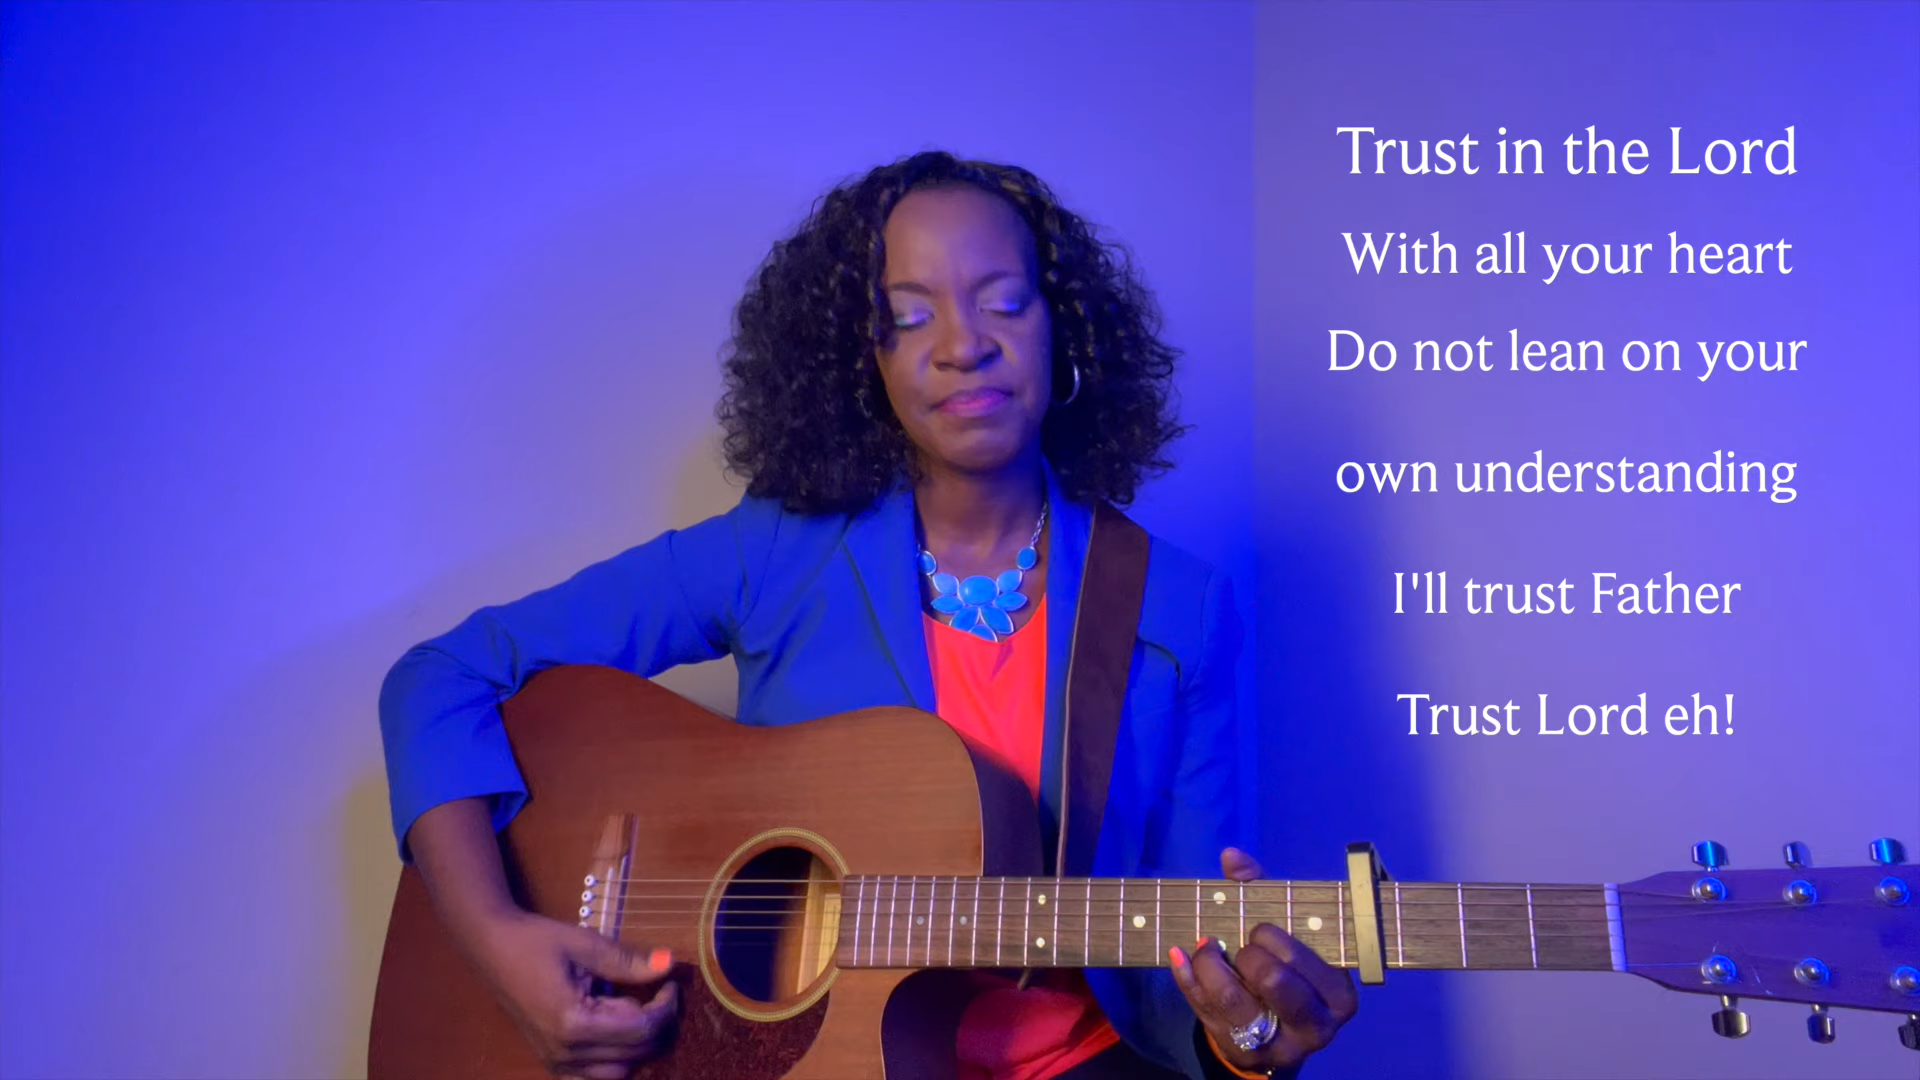 Trust in the Lord
With all your heart
Do not lean on your
own understanding
I'll trust Father
Trust Lord eh!